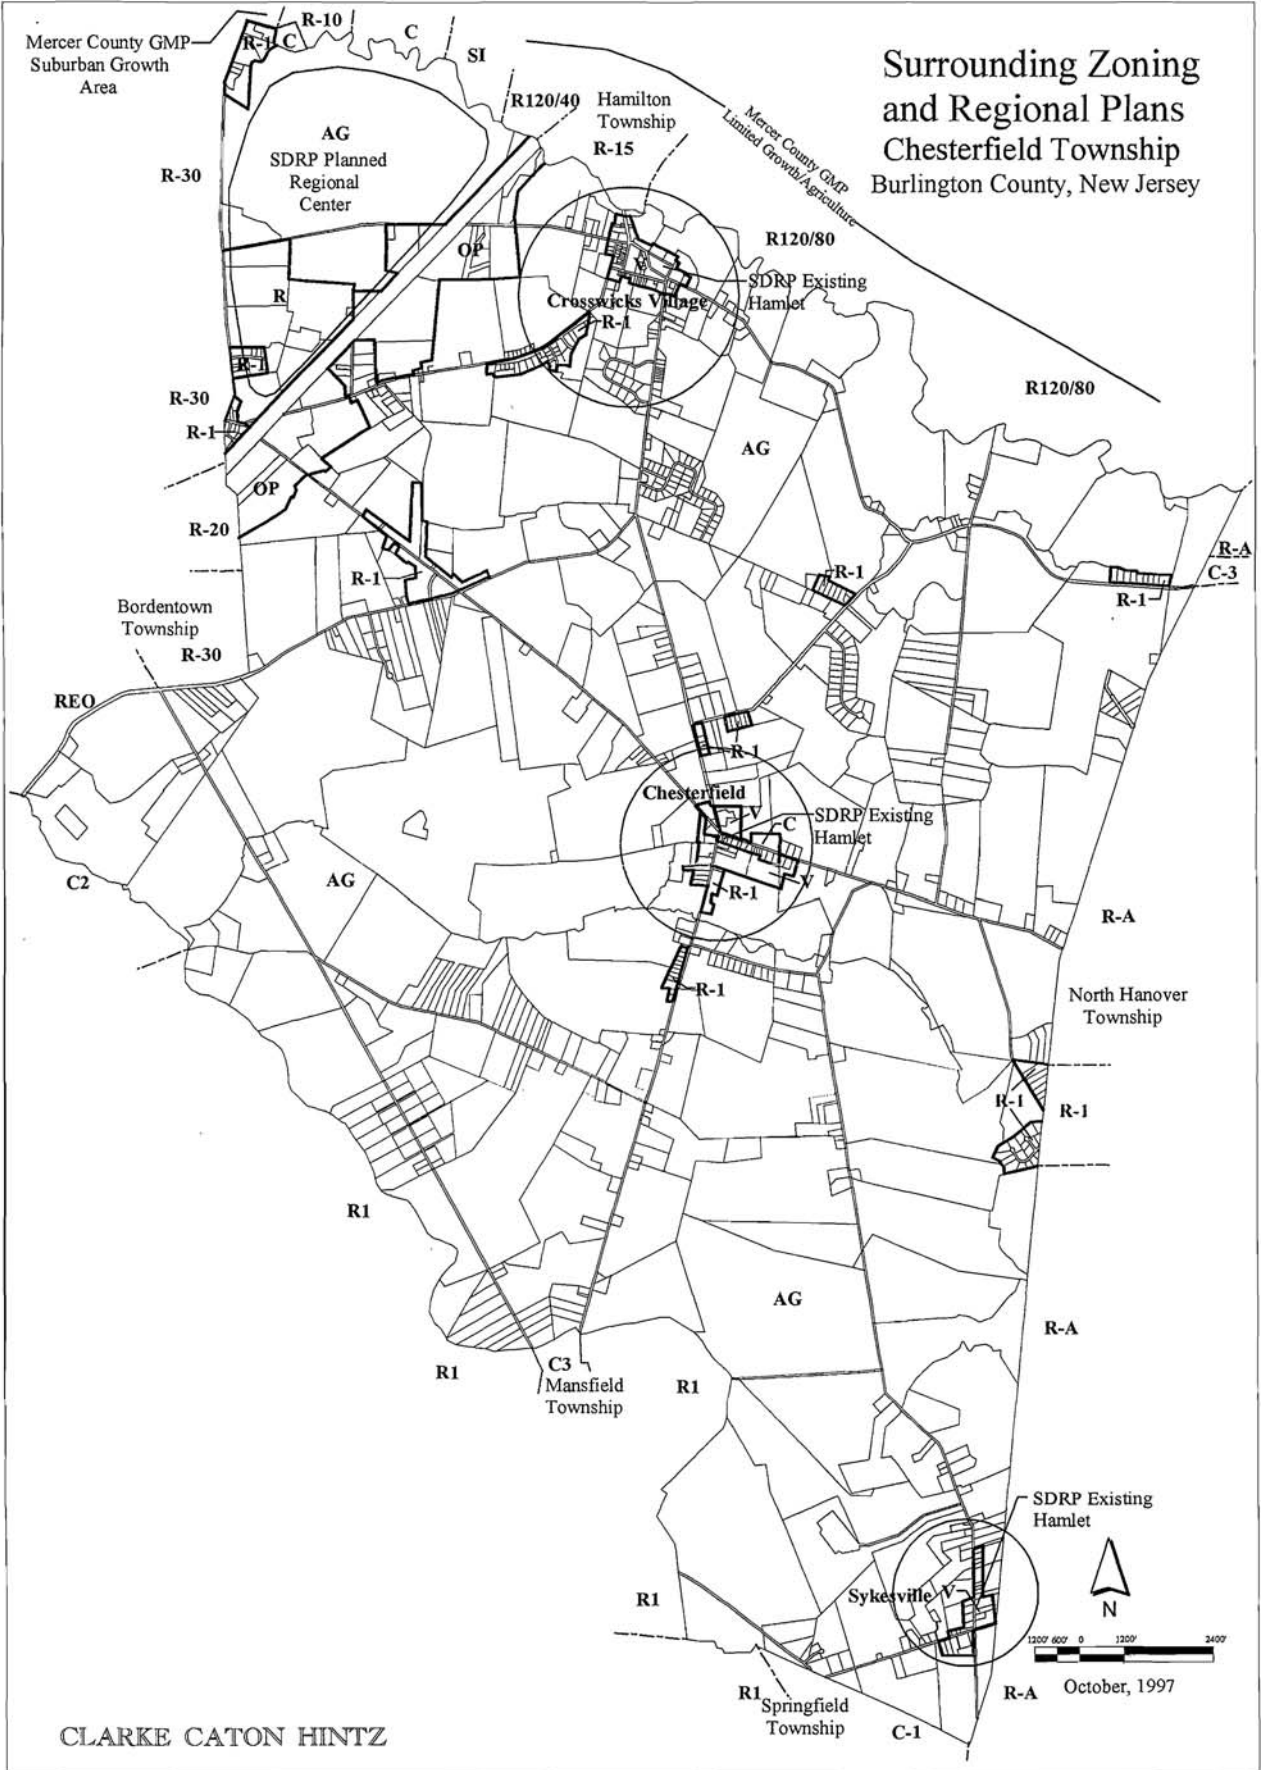 Surrounding Zoning
and Regional Plans
Chesterfield Township
Burlington County, New Jersey
Mercer County GMP
Suburban Growth
Area
R-1
C
R-10
C
SI
R120/40
Hamilton
Township
R-15
Mercer County GMP
Limited Growth/Agriculture
AG
SDRP Planned
Regional
Center
R-30
OP
V
R120/80
SDRP Existing
Hamlet
Crosswicks Village
R
R-1
R-1
R-30
R120/80
R-1
AG
OP
R-20
R-1
R-1
R-A
C-3
R-1
Bordentown
Township
R-30
REO
R-1
Chesterfield
V
C
SDRP Existing
Hamlet
C2
AG
R-1
V
R-A
R-1
North Hanover
Township
R-1
R-1
R1
AG
R-A
R1
C3
Mansfield
Township
R1
SDRP Existing
Hamlet
Sykesville
V
R1
N
1200' 600' 0 1200' 2400'
October, 1997
R1
Springfield
Township
R-A
C-1
CLARKE CATON HINTZ